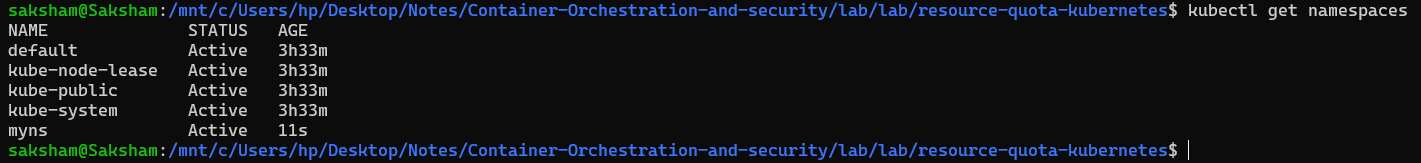 saksham@Saksham:/mnt/c/Users/hp/Desktop/Notes/Container-Orchestration-and-security/lab/lab/resource-quota-kubernetes$ kubectl get namespaces
NAME              STATUS   AGE
default           Active   3h33m
kube-node-lease   Active   3h33m
kube-public       Active   3h33m
kube-system       Active   3h33m
myns              Active   11s
saksham@Saksham:/mnt/c/Users/hp/Desktop/Notes/Container-Orchestration-and-security/lab/lab/resource-quota-kubernetes$